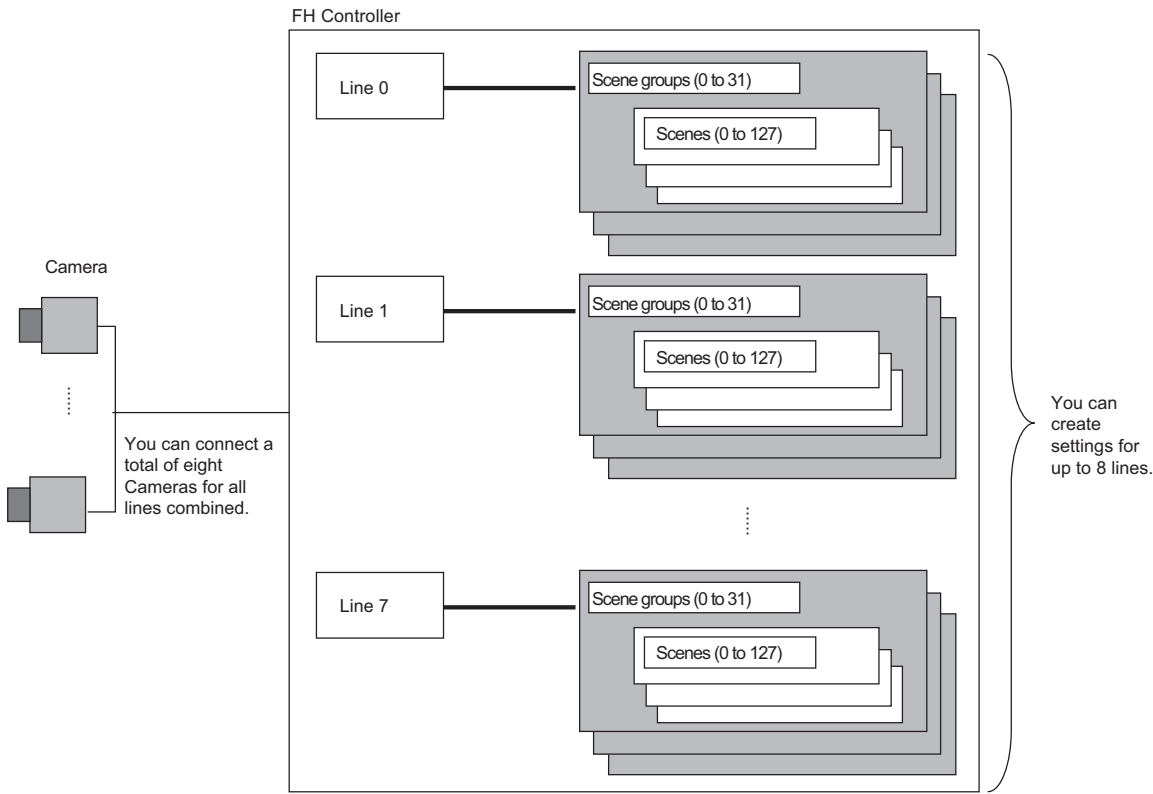 FH Controller
Line 0
Scene groups (0 to 31)
Scenes (0 to 127)
Camera
Line 1
Scene groups (0 to 31)
Scenes (0 to 127)
You can connect a
total of eight
Cameras for all
lines combined.
You can
create
settings for
up to 8 lines.
Line 7
Scene groups (0 to 31)
Scenes (0 to 127)